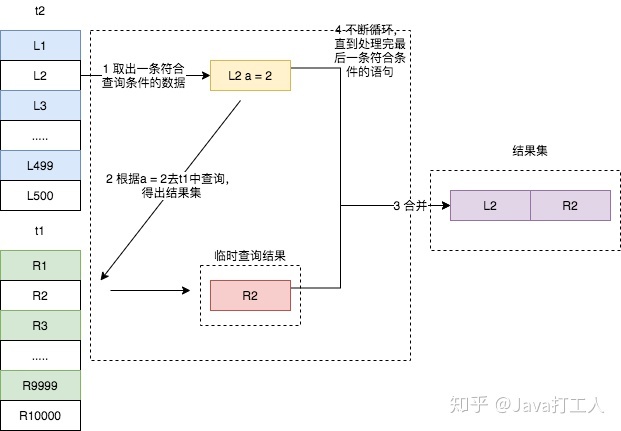 t2
L1
L2
L3
.....
L499
L500
t1
R1
R2
R3
.....
R9999
R10000
1 取出一条符合
查询条件的数据
L2 a = 2
4 不断循环，
直到处理完最
后一条符合条
件的语句
2 根据a = 2去t1中查询，
得出结果集
临时查询结果
R2
3 合并
结果集
L2
R2
知乎 @Java打工人